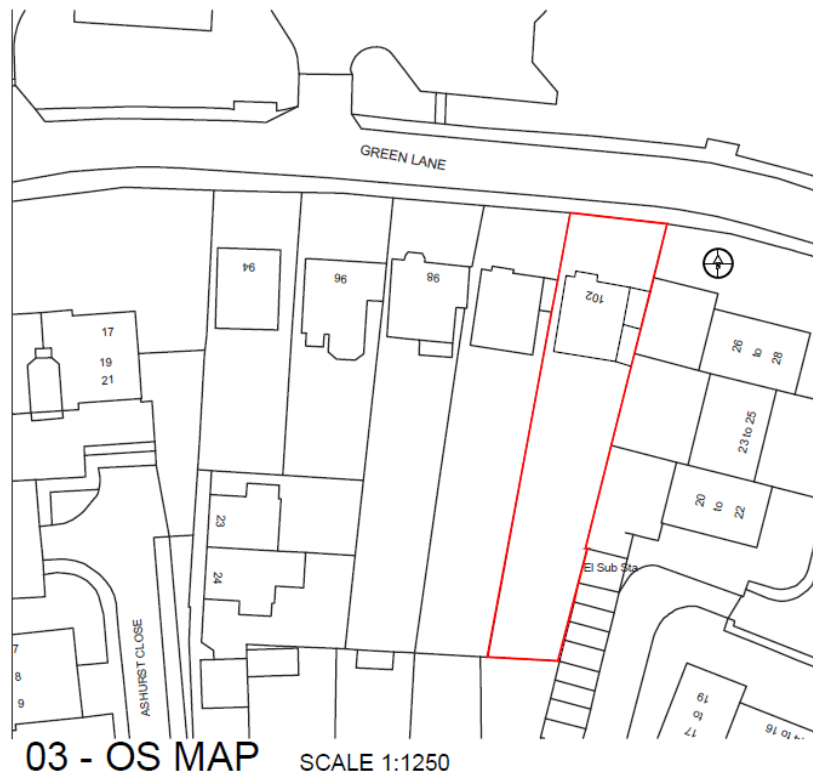 GREEN LANE
94
96
98
102
17
19
21
26
to
28
23 to 25
20
to
22
23
24
El Sub Sta
ASHURST CLOSE
7
8
9
19
to
17
to 16
03 - OS MAP SCALE 1:1250